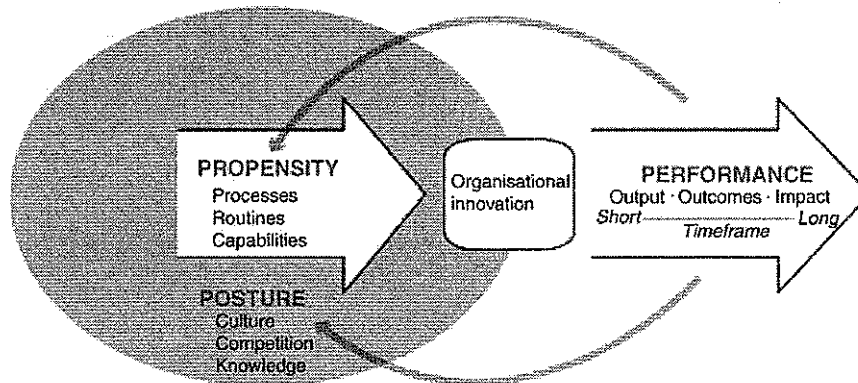 PROPENSITY
Processes
Routines
Capabilities
POSTURE
Culture
Competition
Knowledge
Organisational
innovation
PERFORMANCE
Output · Outcomes · Impact
Short Long
Timeframe